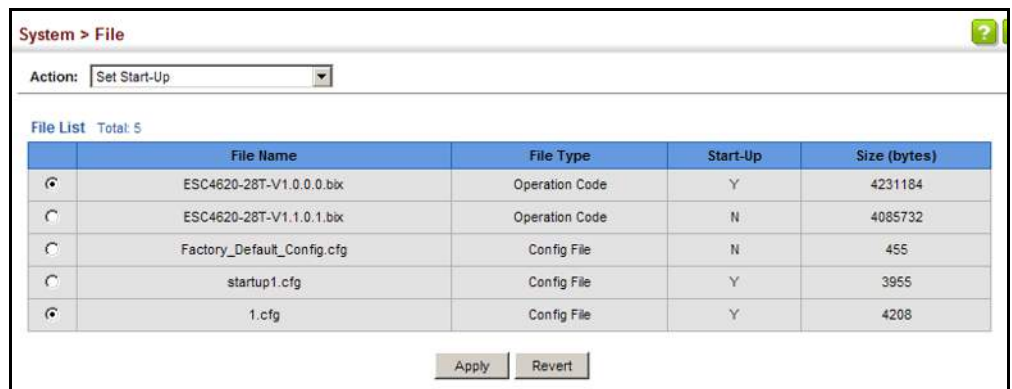 System > File
?
Action: Set Start-Up
File List Total: 5
File Name File Type Start-Up Size (bytes)
ESC4620-28T-V1.0.0.0.bix Operation Code Y 4231184
ESC4620-28T-V1.1.0.1.bix Operation Code N 4085732
Factory_Default_Config.cfg Config File N 455
startup1.cfg Config File Y 3955
1.cfg Config File Y 4208
Apply Revert